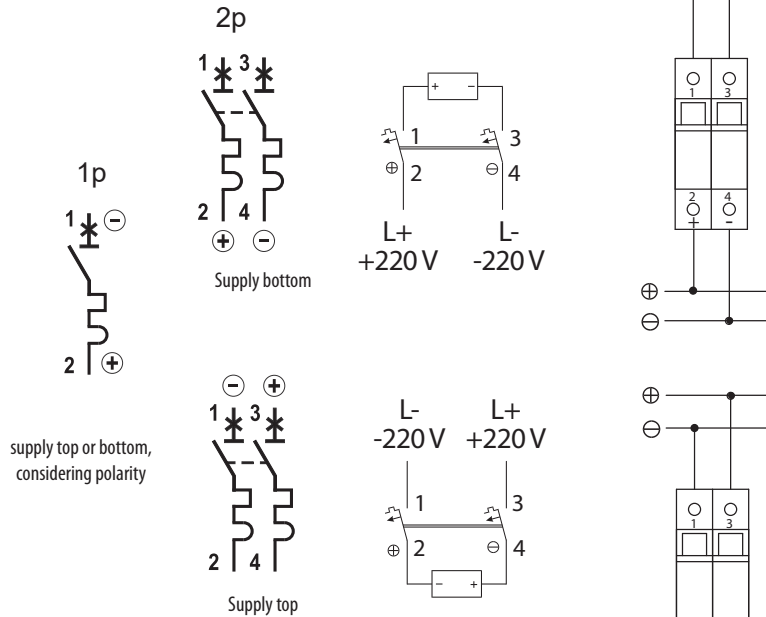 2p
1 3
2 4
⊕ ⊖
Supply bottom
1p
1 ⊖
2 ⊕
supply top or bottom,
considering polarity
⊖ ⊕
1 3
2 4
Supply top
+ −
1 3
⊕ 2 ⊖ 4
L+ L-
+220 V -220 V
L- L+
-220 V +220 V
1 3
⊕ 2 ⊖ 4
− +
1 3
2 4
+ -
⊕
⊖
⊕
⊖
1 3